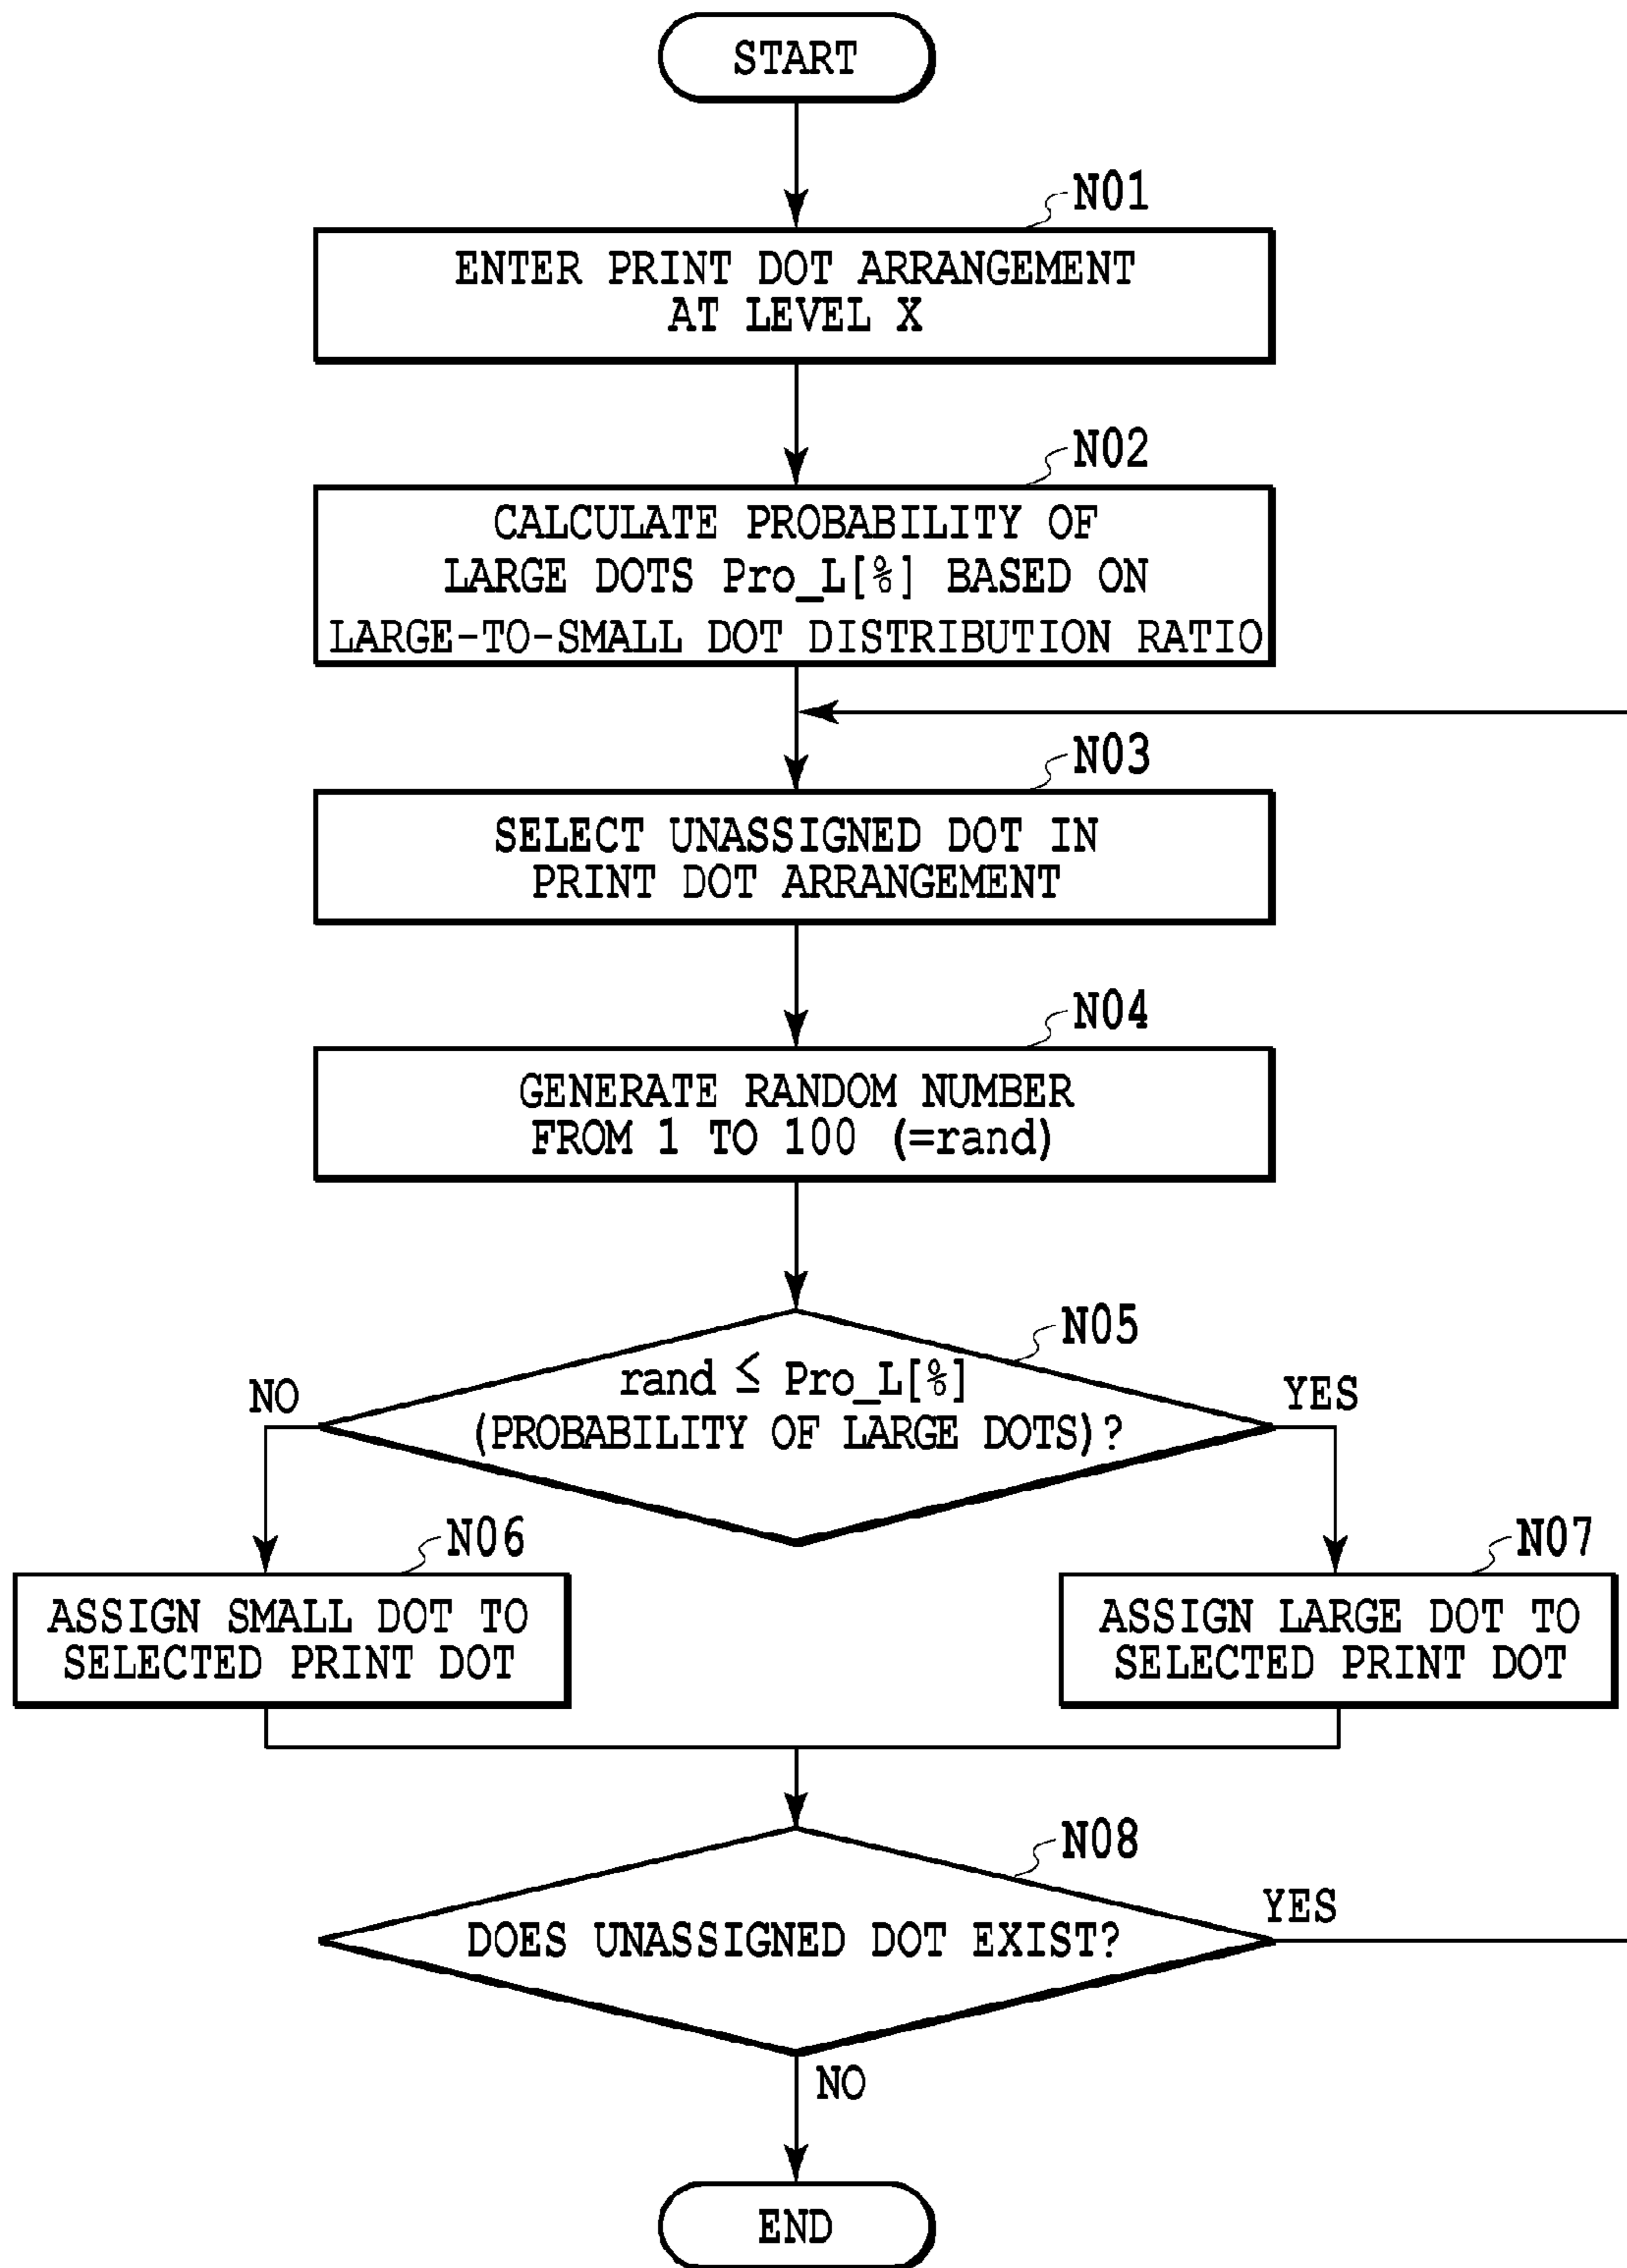 START
N01
ENTER PRINT DOT ARRANGEMENT
AT LEVEL X
N02
CALCULATE PROBABILITY OF
LARGE DOTS Pro_L[%] BASED ON
LARGE-TO-SMALL DOT DISTRIBUTION RATIO
N03
SELECT UNASSIGNED DOT IN
PRINT DOT ARRANGEMENT
N04
GENERATE RANDOM NUMBER
FROM 1 TO 100 (=rand)
N05
rand ≤ Pro_L[%]
(PROBABILITY OF LARGE DOTS)?
NO
YES
N06
ASSIGN SMALL DOT TO
SELECTED PRINT DOT
N07
ASSIGN LARGE DOT TO
SELECTED PRINT DOT
N08
DOES UNASSIGNED DOT EXIST?
YES
NO
END